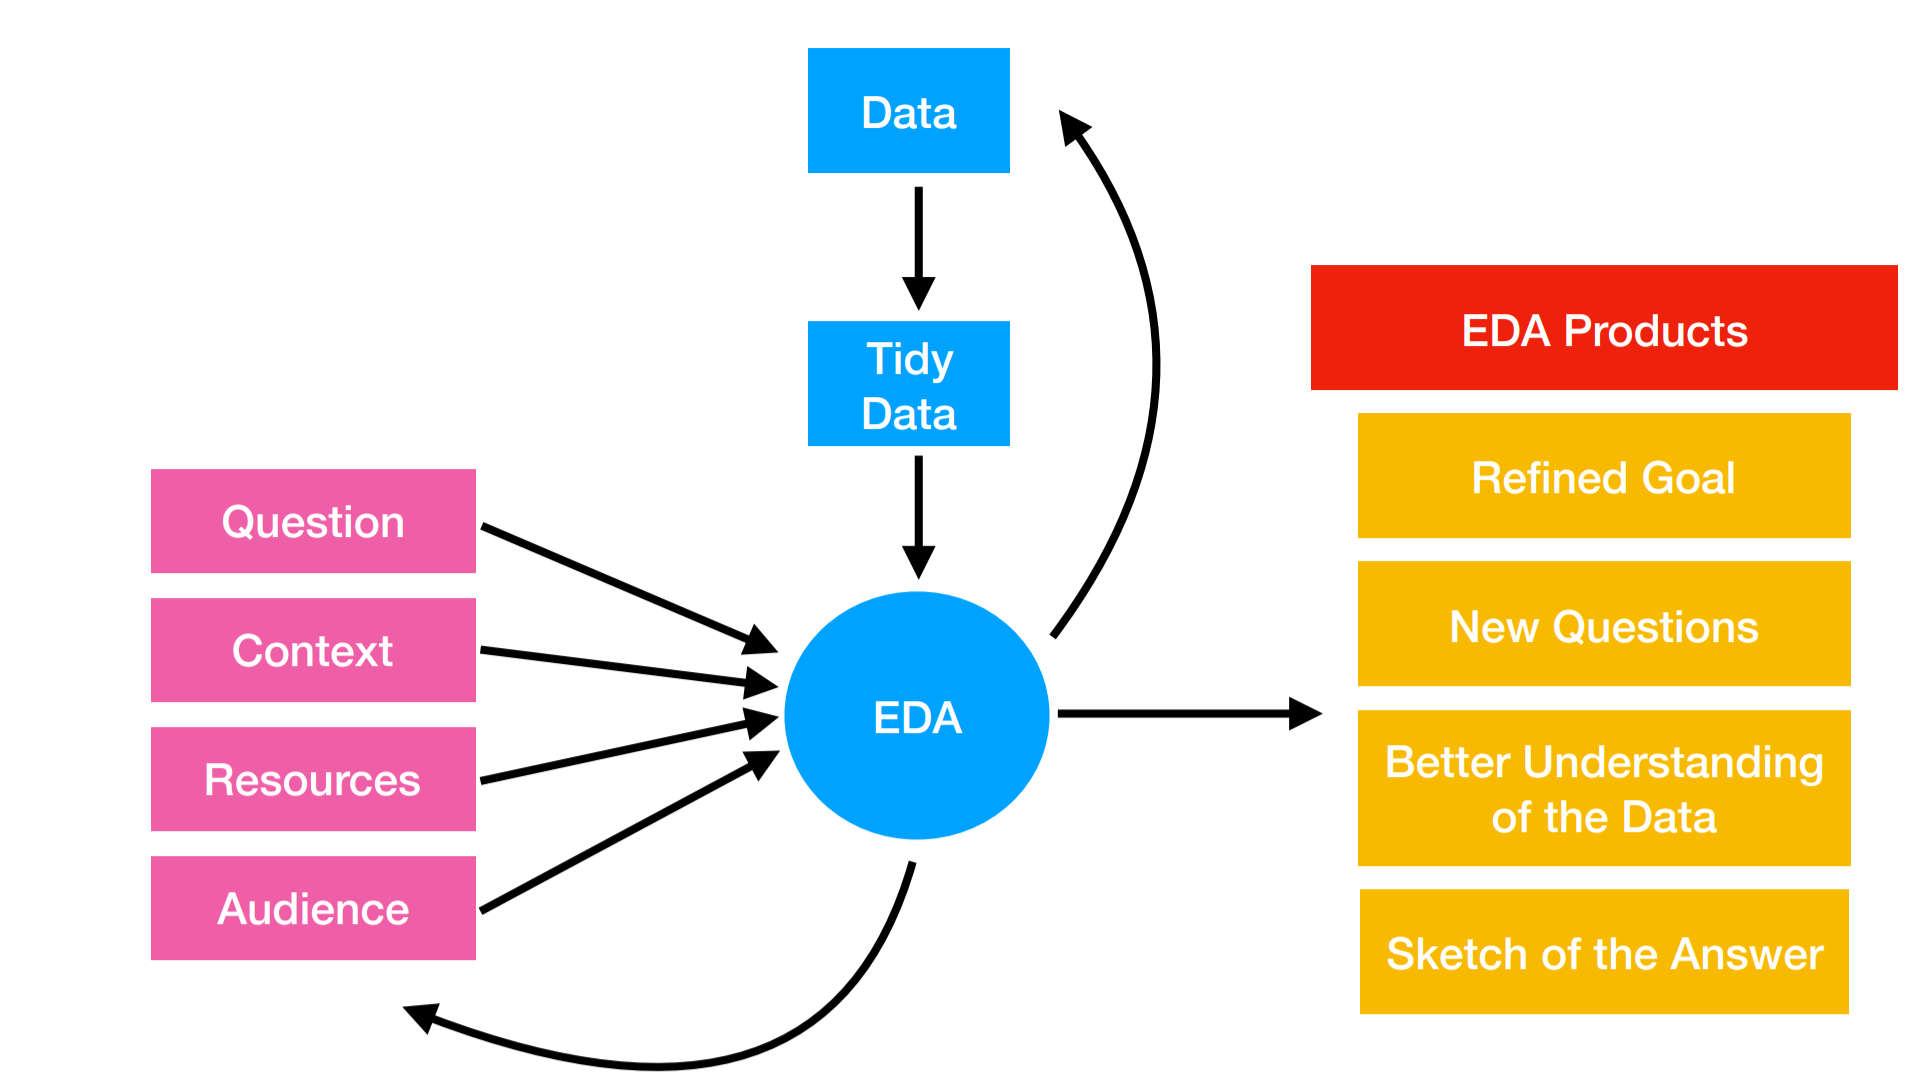 Data
Tidy
Data
Question
Context
Resources
Audience
EDA
EDA Products
Refined Goal
New Questions
Better Understanding
of the Data
Sketch of the Answer